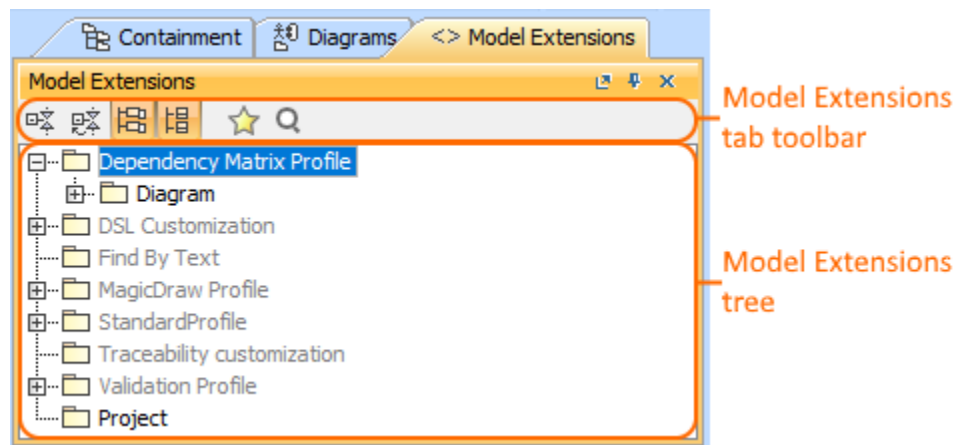 Containment
Diagrams
<> Model Extensions
Model Extensions
Model Extensions
tab toolbar
Dependency Matrix Profile
Diagram
DSL Customization
Find By Text
Model Extensions
tree
MagicDraw Profile
StandardProfile
Traceability customization
Validation Profile
Project